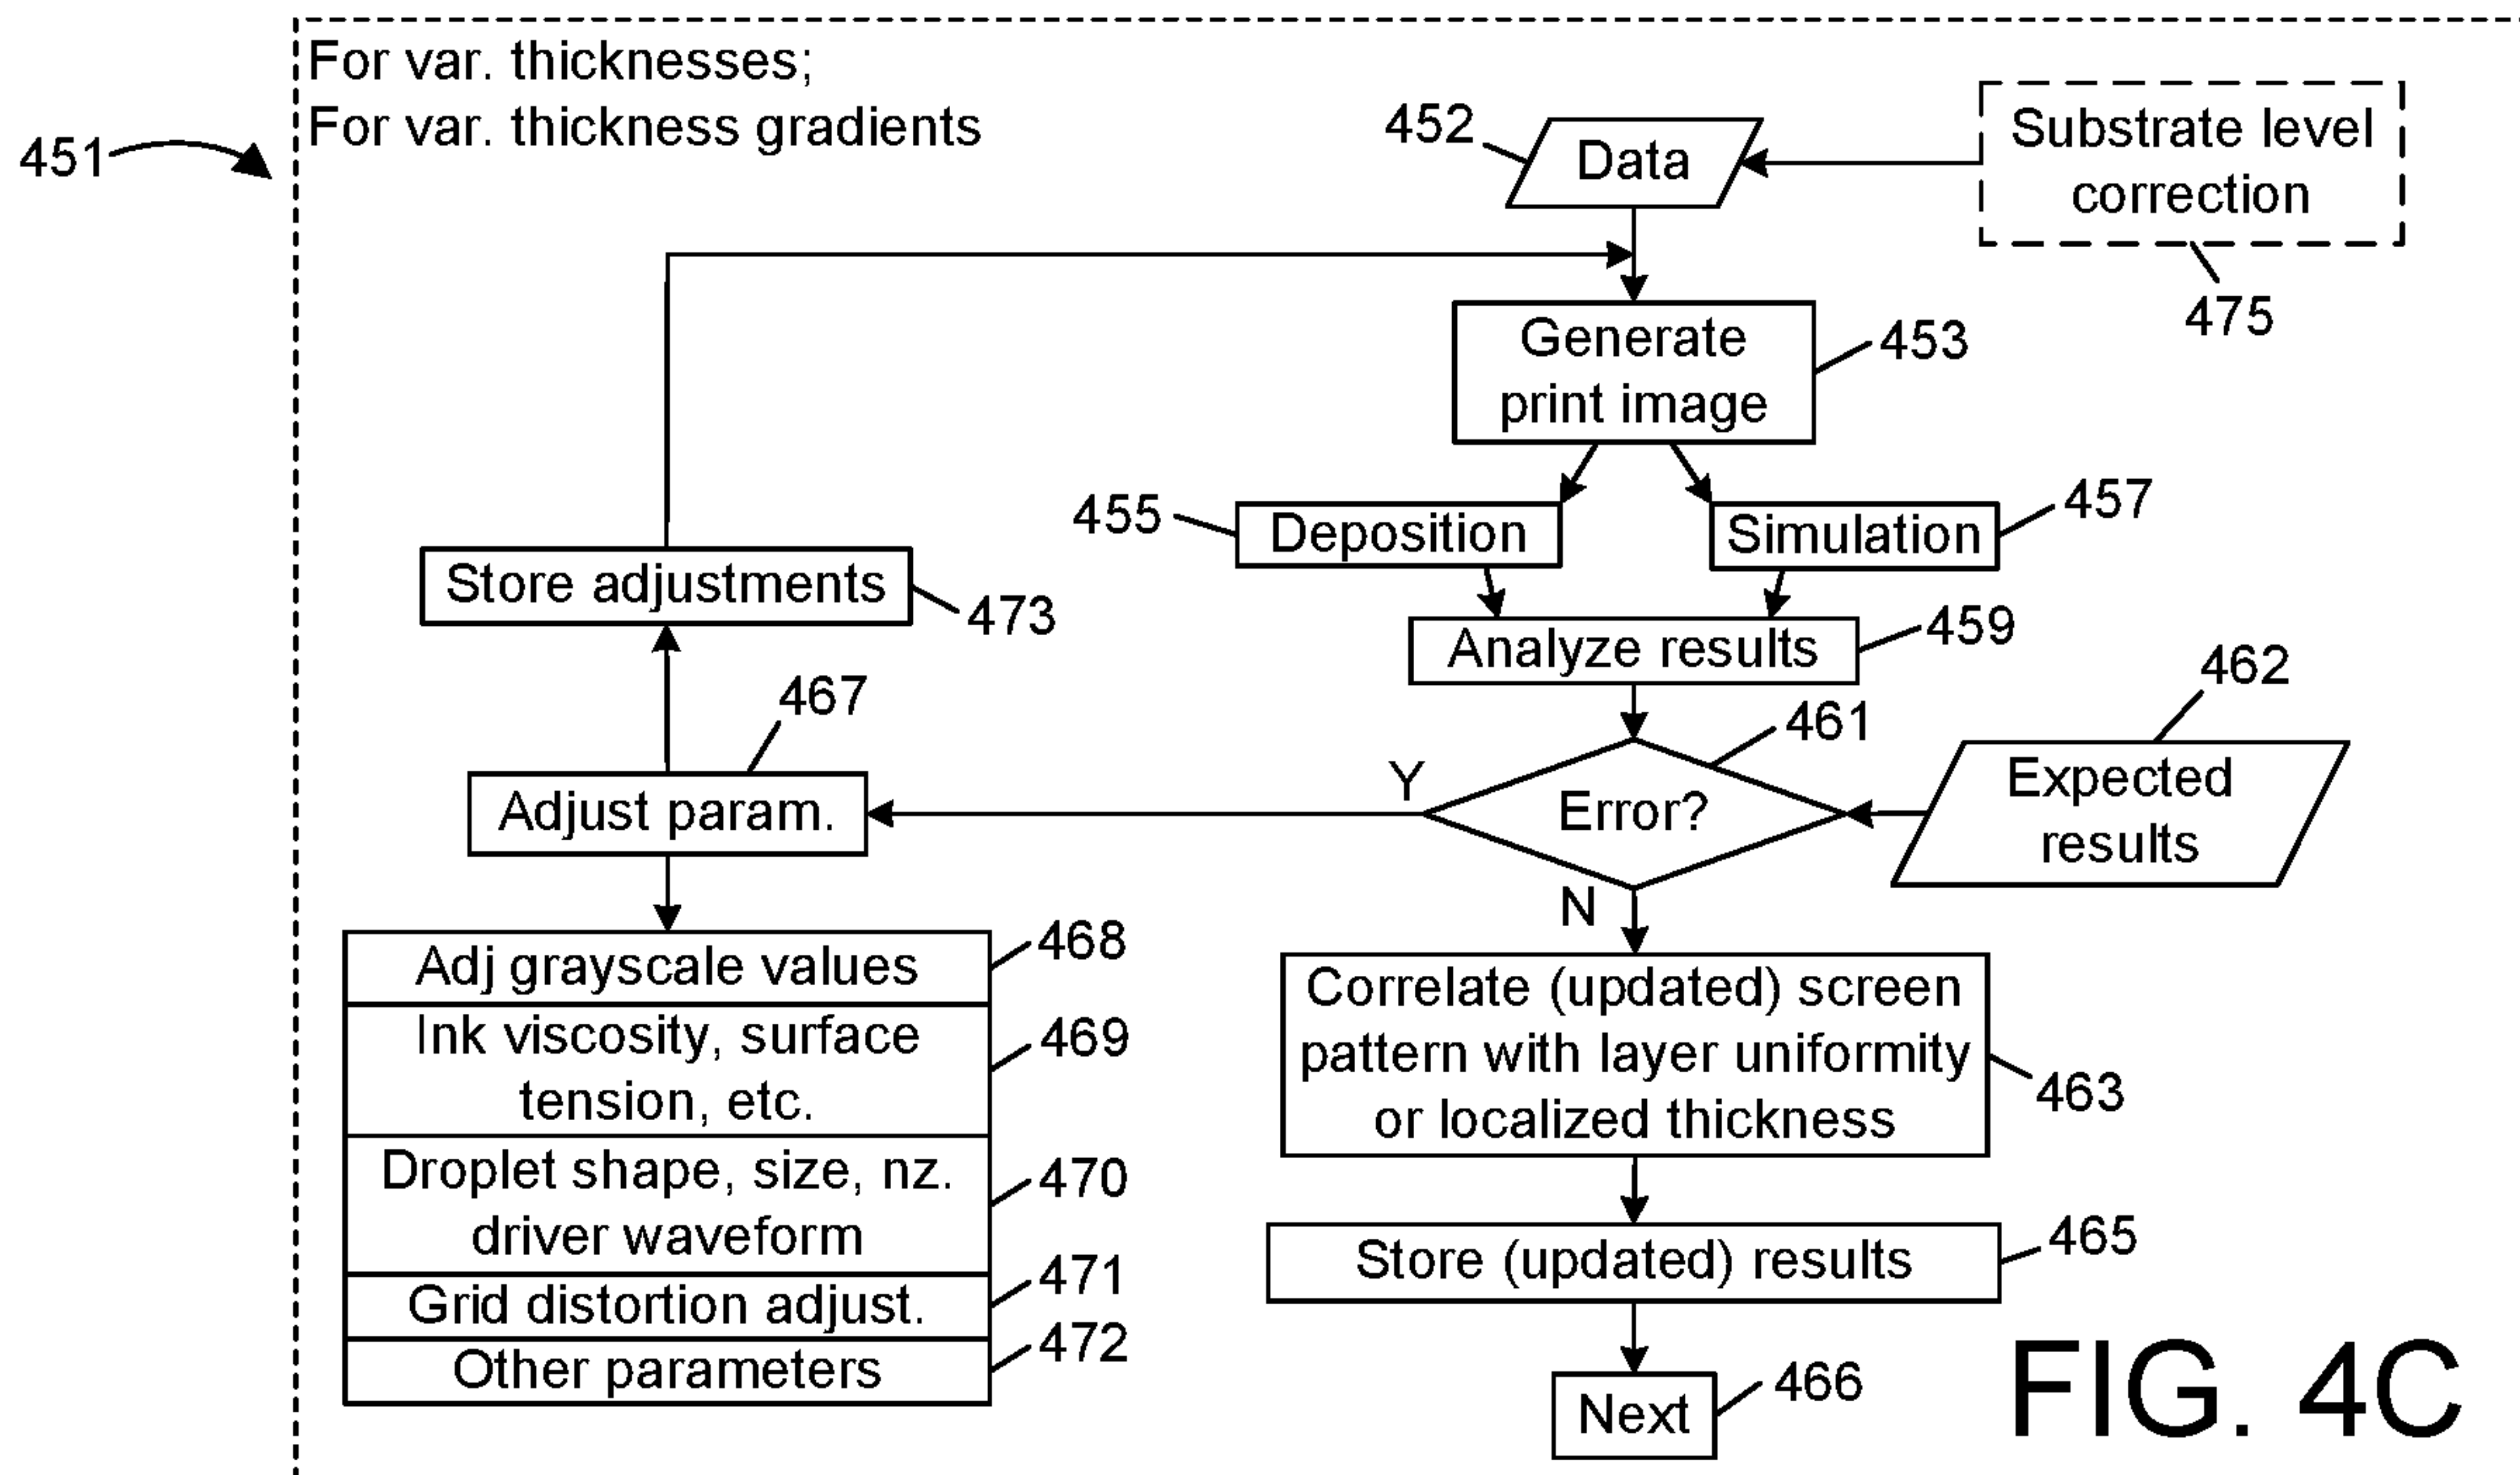 For var. thicknesses;
For var. thickness gradients
451
452
Data
Substrate level
correction
475
Generate
print image
453
455
Deposition
Simulation
457
Store adjustments
473
Analyze results
459
462
467
461
Adjust param.
Y
Error?
Expected
results
N
Adj grayscale values
468
Ink viscosity, surface
tension, etc.
469
Droplet shape, size, nz.
driver waveform
470
Grid distortion adjust.
471
Other parameters
472
Correlate (updated) screen
pattern with layer uniformity
or localized thickness
463
Store (updated) results
465
Next
466
FIG. 4C